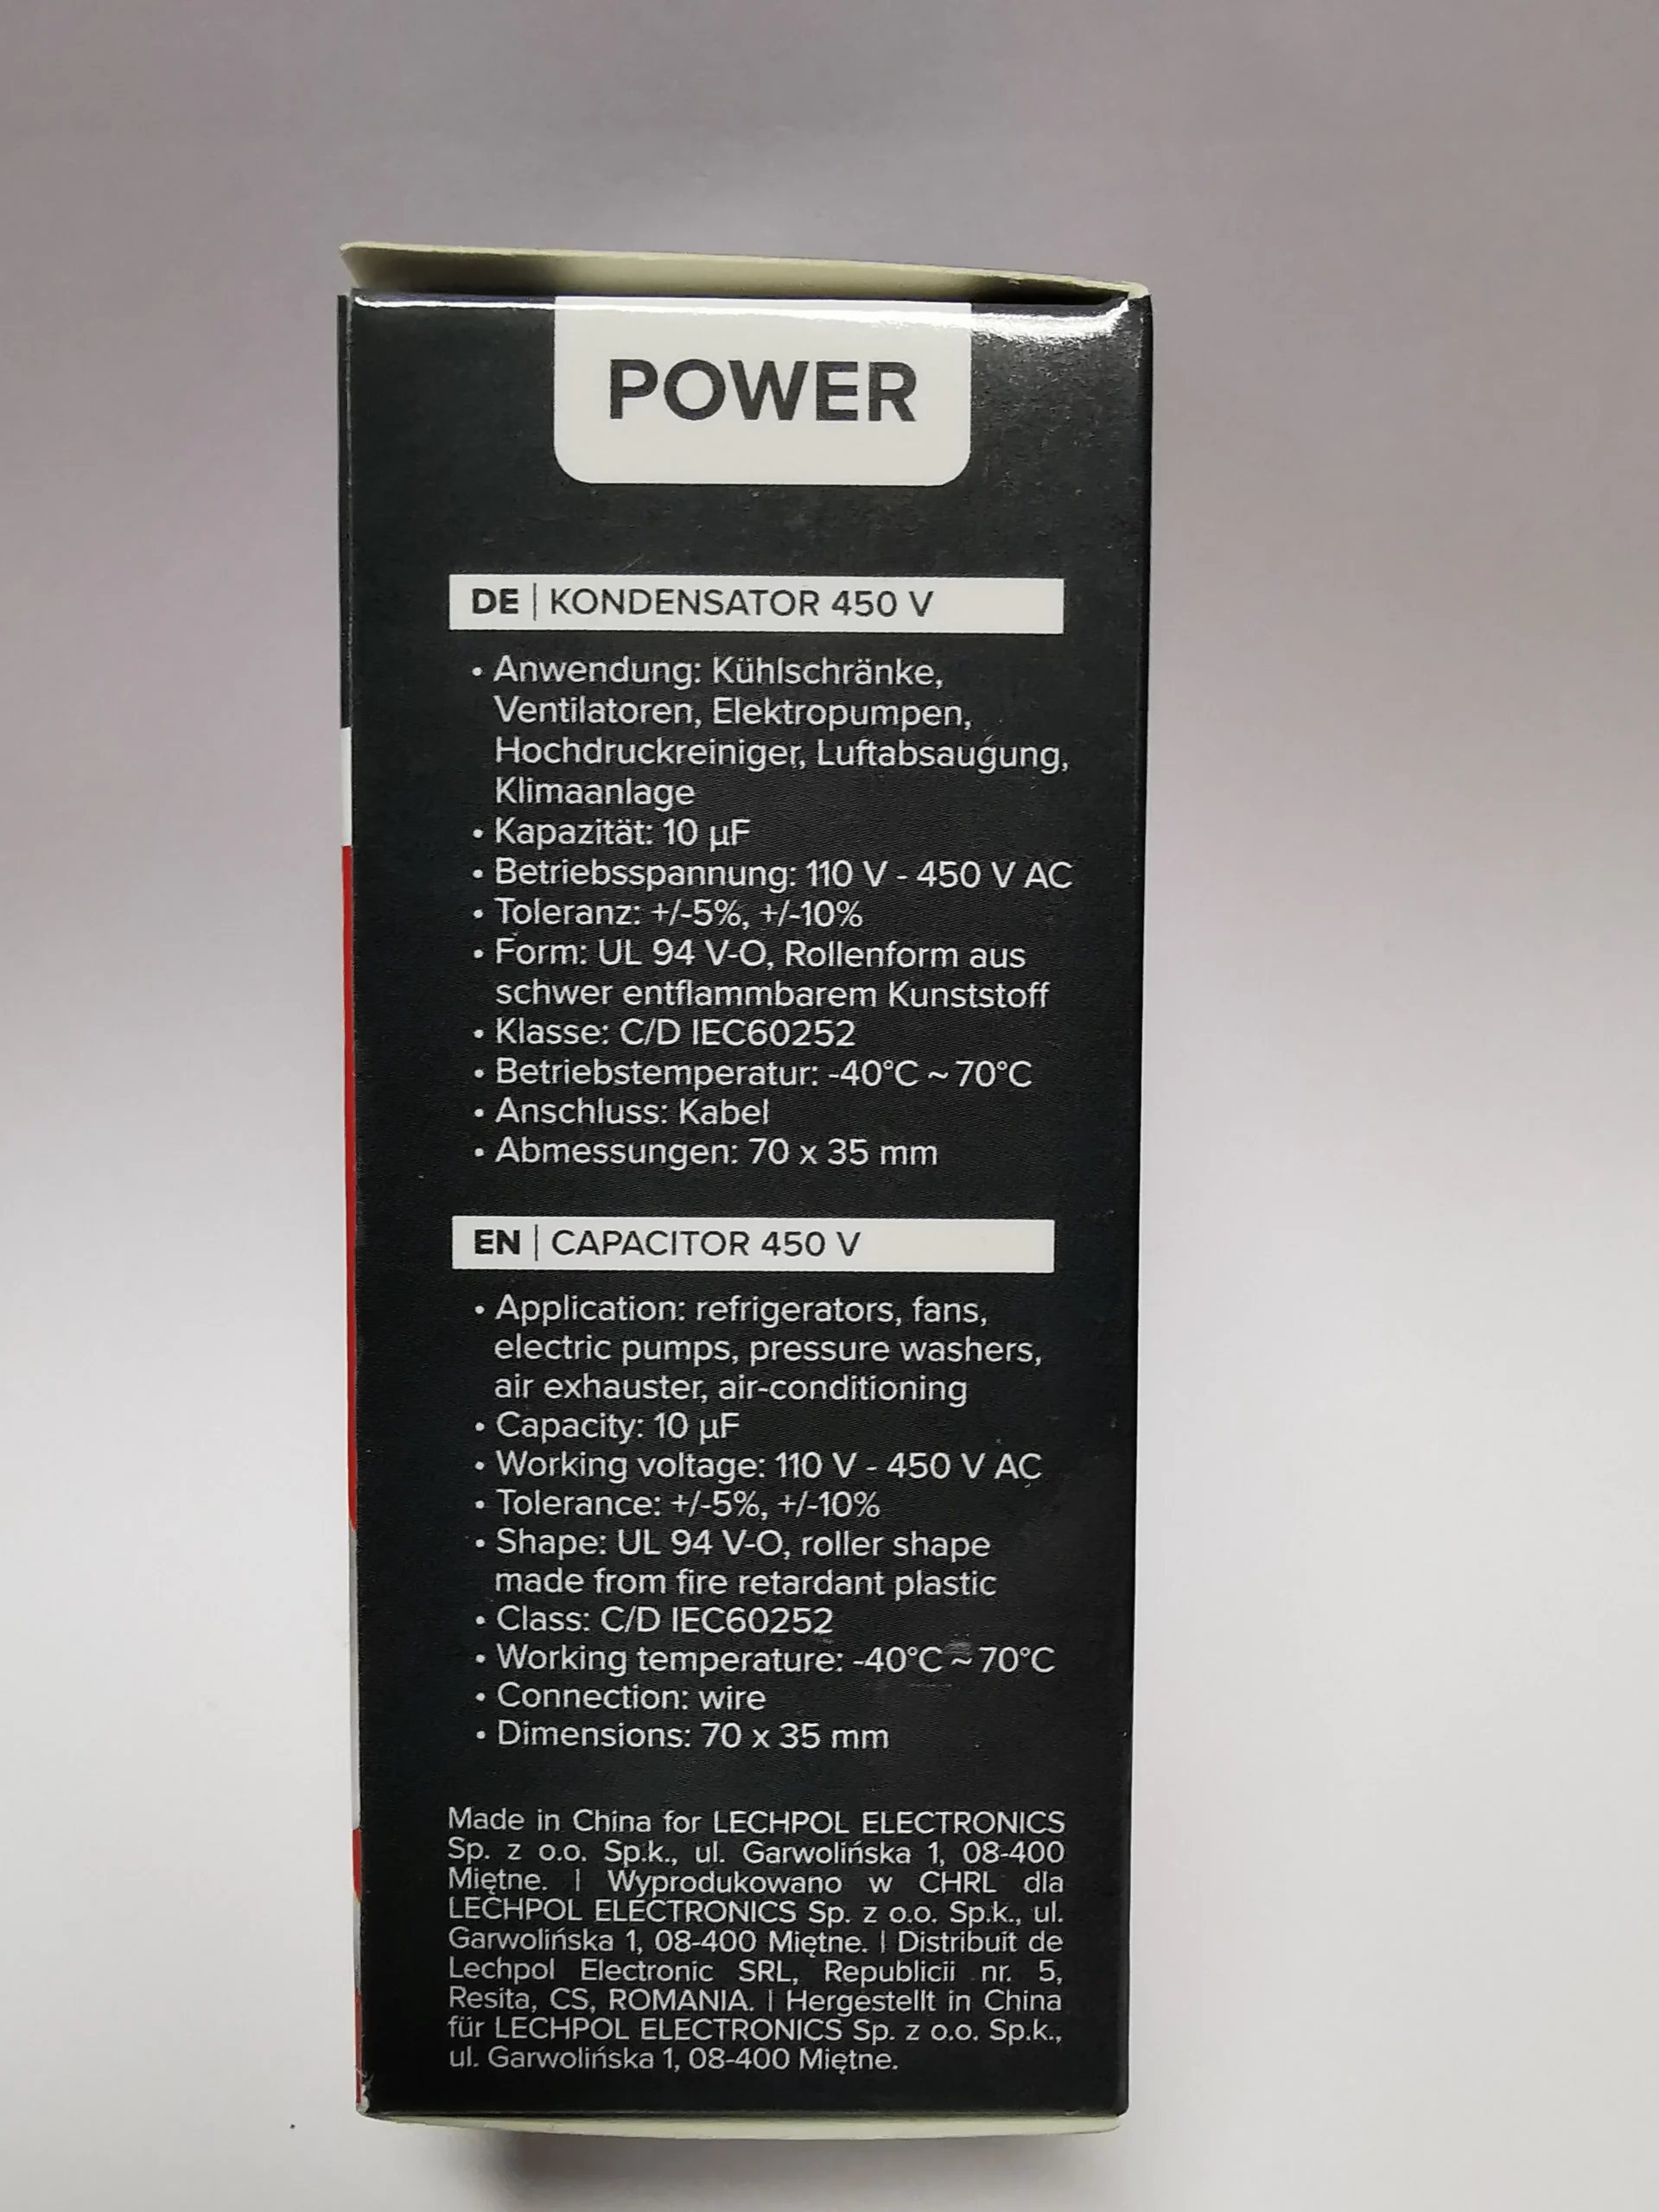 POWER
DE | KONDENSATOR 450 V
• Anwendung: Kühlschränke,
Ventilatoren, Elektropumpen,
Hochdruckreiniger, Luftabsaugung,
Klimaanlage
• Kapazität: 10 µF
• Betriebsspannung: 110 V - 450 V AC
• Toleranz: +/-5%, +/-10%
• Form: UL 94 V-O, Rollenform aus
schwer entflammbarem Kunststoff
• Klasse: C/D IEC60252
• Betriebstemperatur: -40°C ~ 70°C
• Anschluss: Kabel
• Abmessungen: 70 x 35 mm
EN | CAPACITOR 450 V
• Application: refrigerators, fans,
electric pumps, pressure washers,
air exhauster, air-conditioning
• Capacity: 10 µF
• Working voltage: 110 V - 450 V AC
• Tolerance: +/-5%, +/-10%
• Shape: UL 94 V-O, roller shape
made from fire retardant plastic
• Class: C/D IEC60252
• Working temperature: -40°C ~ 70°C
• Connection: wire
• Dimensions: 70 x 35 mm
Made in China for LECHPOL ELECTRONICS
Sp. z o.o. Sp.k., ul. Garwolińska 1, 08-400
Miętne. | Wyprodukowano w CHRL dla
LECHPOL ELECTRONICS Sp. z o.o. Sp.k., ul.
Garwolińska 1, 08-400 Miętne. | Distribuit de
Lechpol Electronic SRL, Republicii nr. 5,
Resita, CS, ROMANIA. | Hergestellt in China
für LECHPOL ELECTRONICS Sp. z o.o. Sp.k.,
ul. Garwolińska 1, 08-400 Miętne.